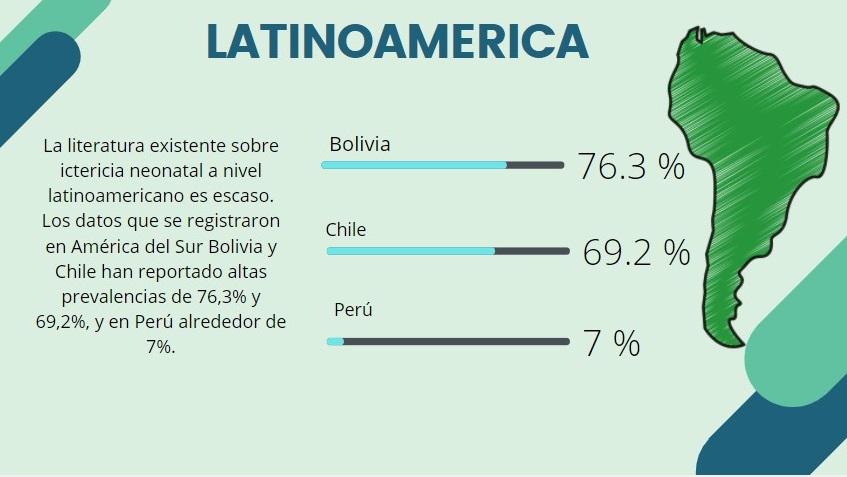 LATINOAMERICA
La literatura existente sobre
ictericia neonatal a nivel
latinoamericano es escaso.
Los datos que se registraron
en América del Sur Bolivia y
Chile han reportado altas
prevalencias de 76,3% y
69,2%, y en Perú alrededor de
7%.
Bolivia
76.3 %
Chile
69.2 %
Perú
7 %